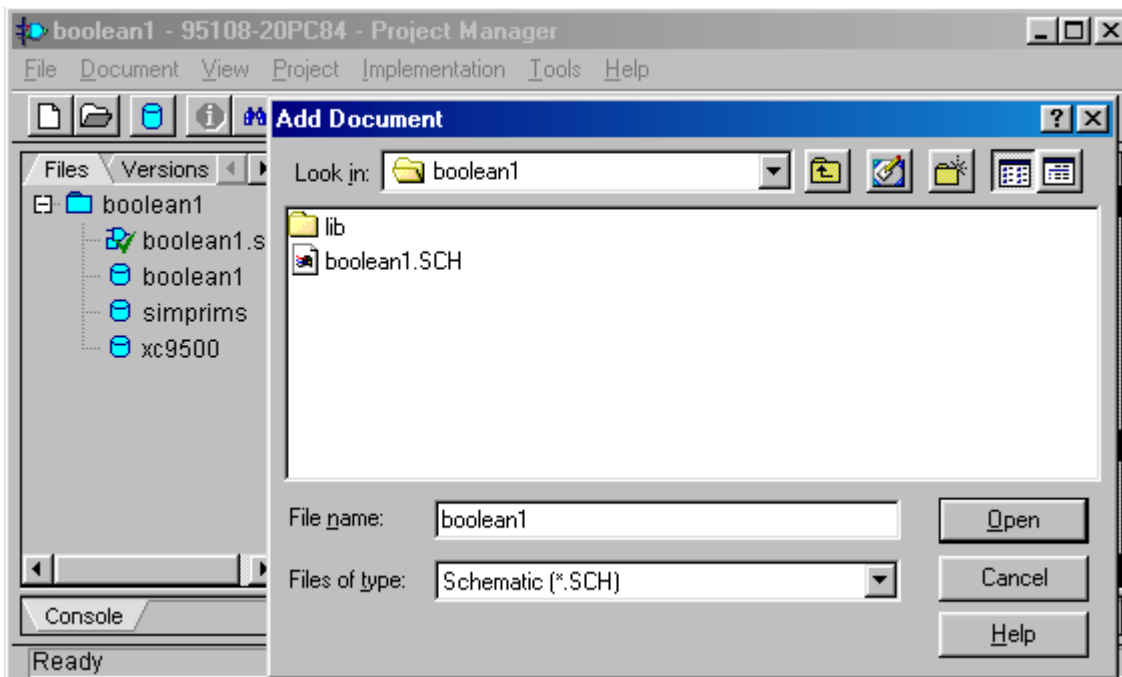 boolean1 - 95108-20PC84 - Project Manager
File Document View Project Implementation Tools Help
Add Document
Files Versions
Look in: boolean1
boolean1
boolean1.s
boolean1
simprims
xc9500
lib
boolean1.SCH
File name: boolean1
Open
Files of type: Schematic (*.SCH)
Cancel
Help
Console
Ready